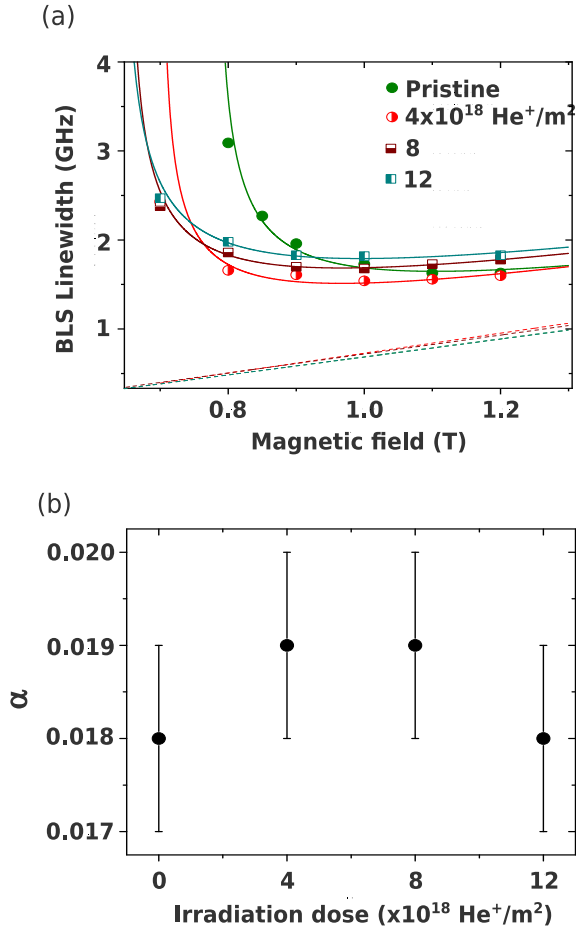 (a)
4
3
2
1
BLS Linewidth (GHz)
Pristine
4x10¹⁸ He⁺/m²
8
12
0.8
1.0
1.2
Magnetic field (T)
(b)
0.020
0.019
0.018
0.017
α
0
4
8
12
Irradiation dose (x10¹⁸ He⁺/m²)